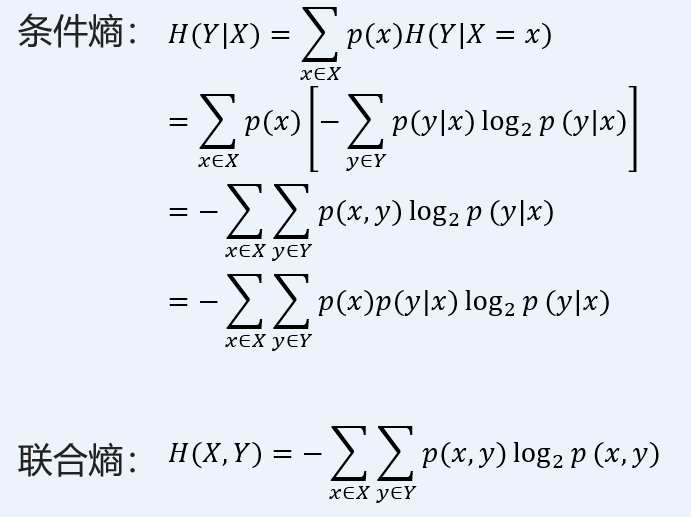 条件熵： H(Y|X) = ∑_{x∈X} p(x)H(Y|X = x)
= ∑_{x∈X} p(x) [− ∑_{y∈Y} p(y|x) log₂ p (y|x)]
= − ∑_{x∈X} ∑_{y∈Y} p(x, y) log₂ p (y|x)
= − ∑_{x∈X} ∑_{y∈Y} p(x)p(y|x) log₂ p (y|x)
联合熵： H(X, Y) = − ∑_{x∈X} ∑_{y∈Y} p(x, y) log₂ p (x, y)